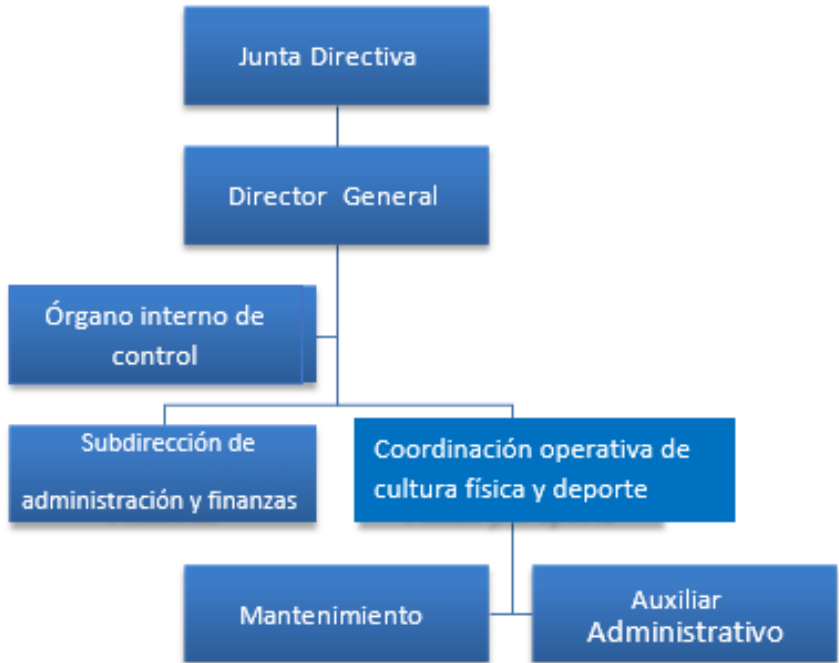 Junta Directiva
Director General
Órgano interno de
control
Subdirección de
administración y finanzas
Coordinación operativa de
cultura física y deporte
Mantenimiento
Auxiliar
Administrativo